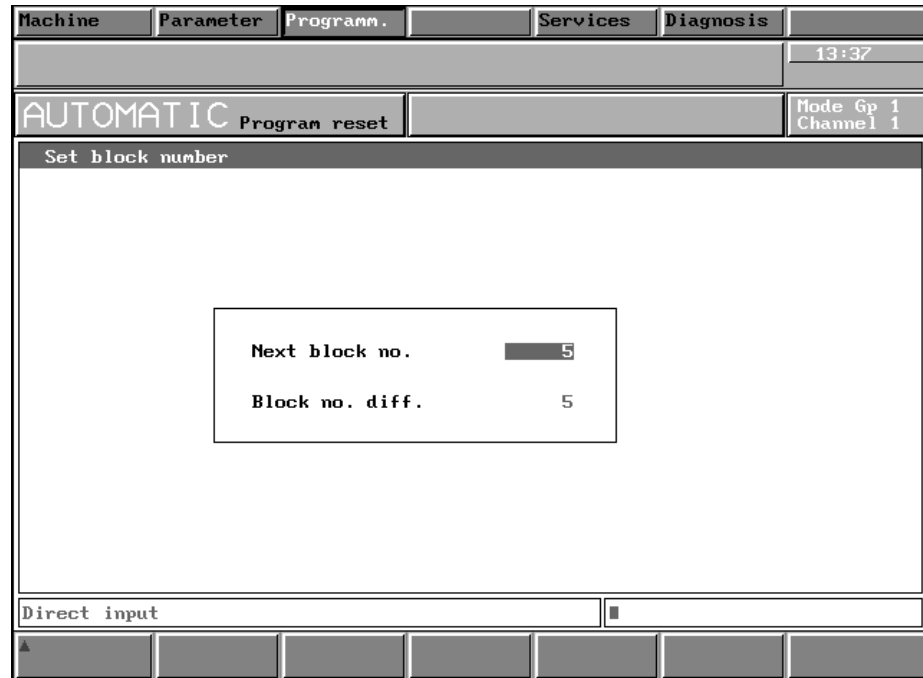 Machine Parameter Programm. Services Diagnosis
13:37
AUTOMATIC Program reset
Mode Gp 1
Channel 1
Set block number
Next block no. 5
Block no. diff. 5
Direct input